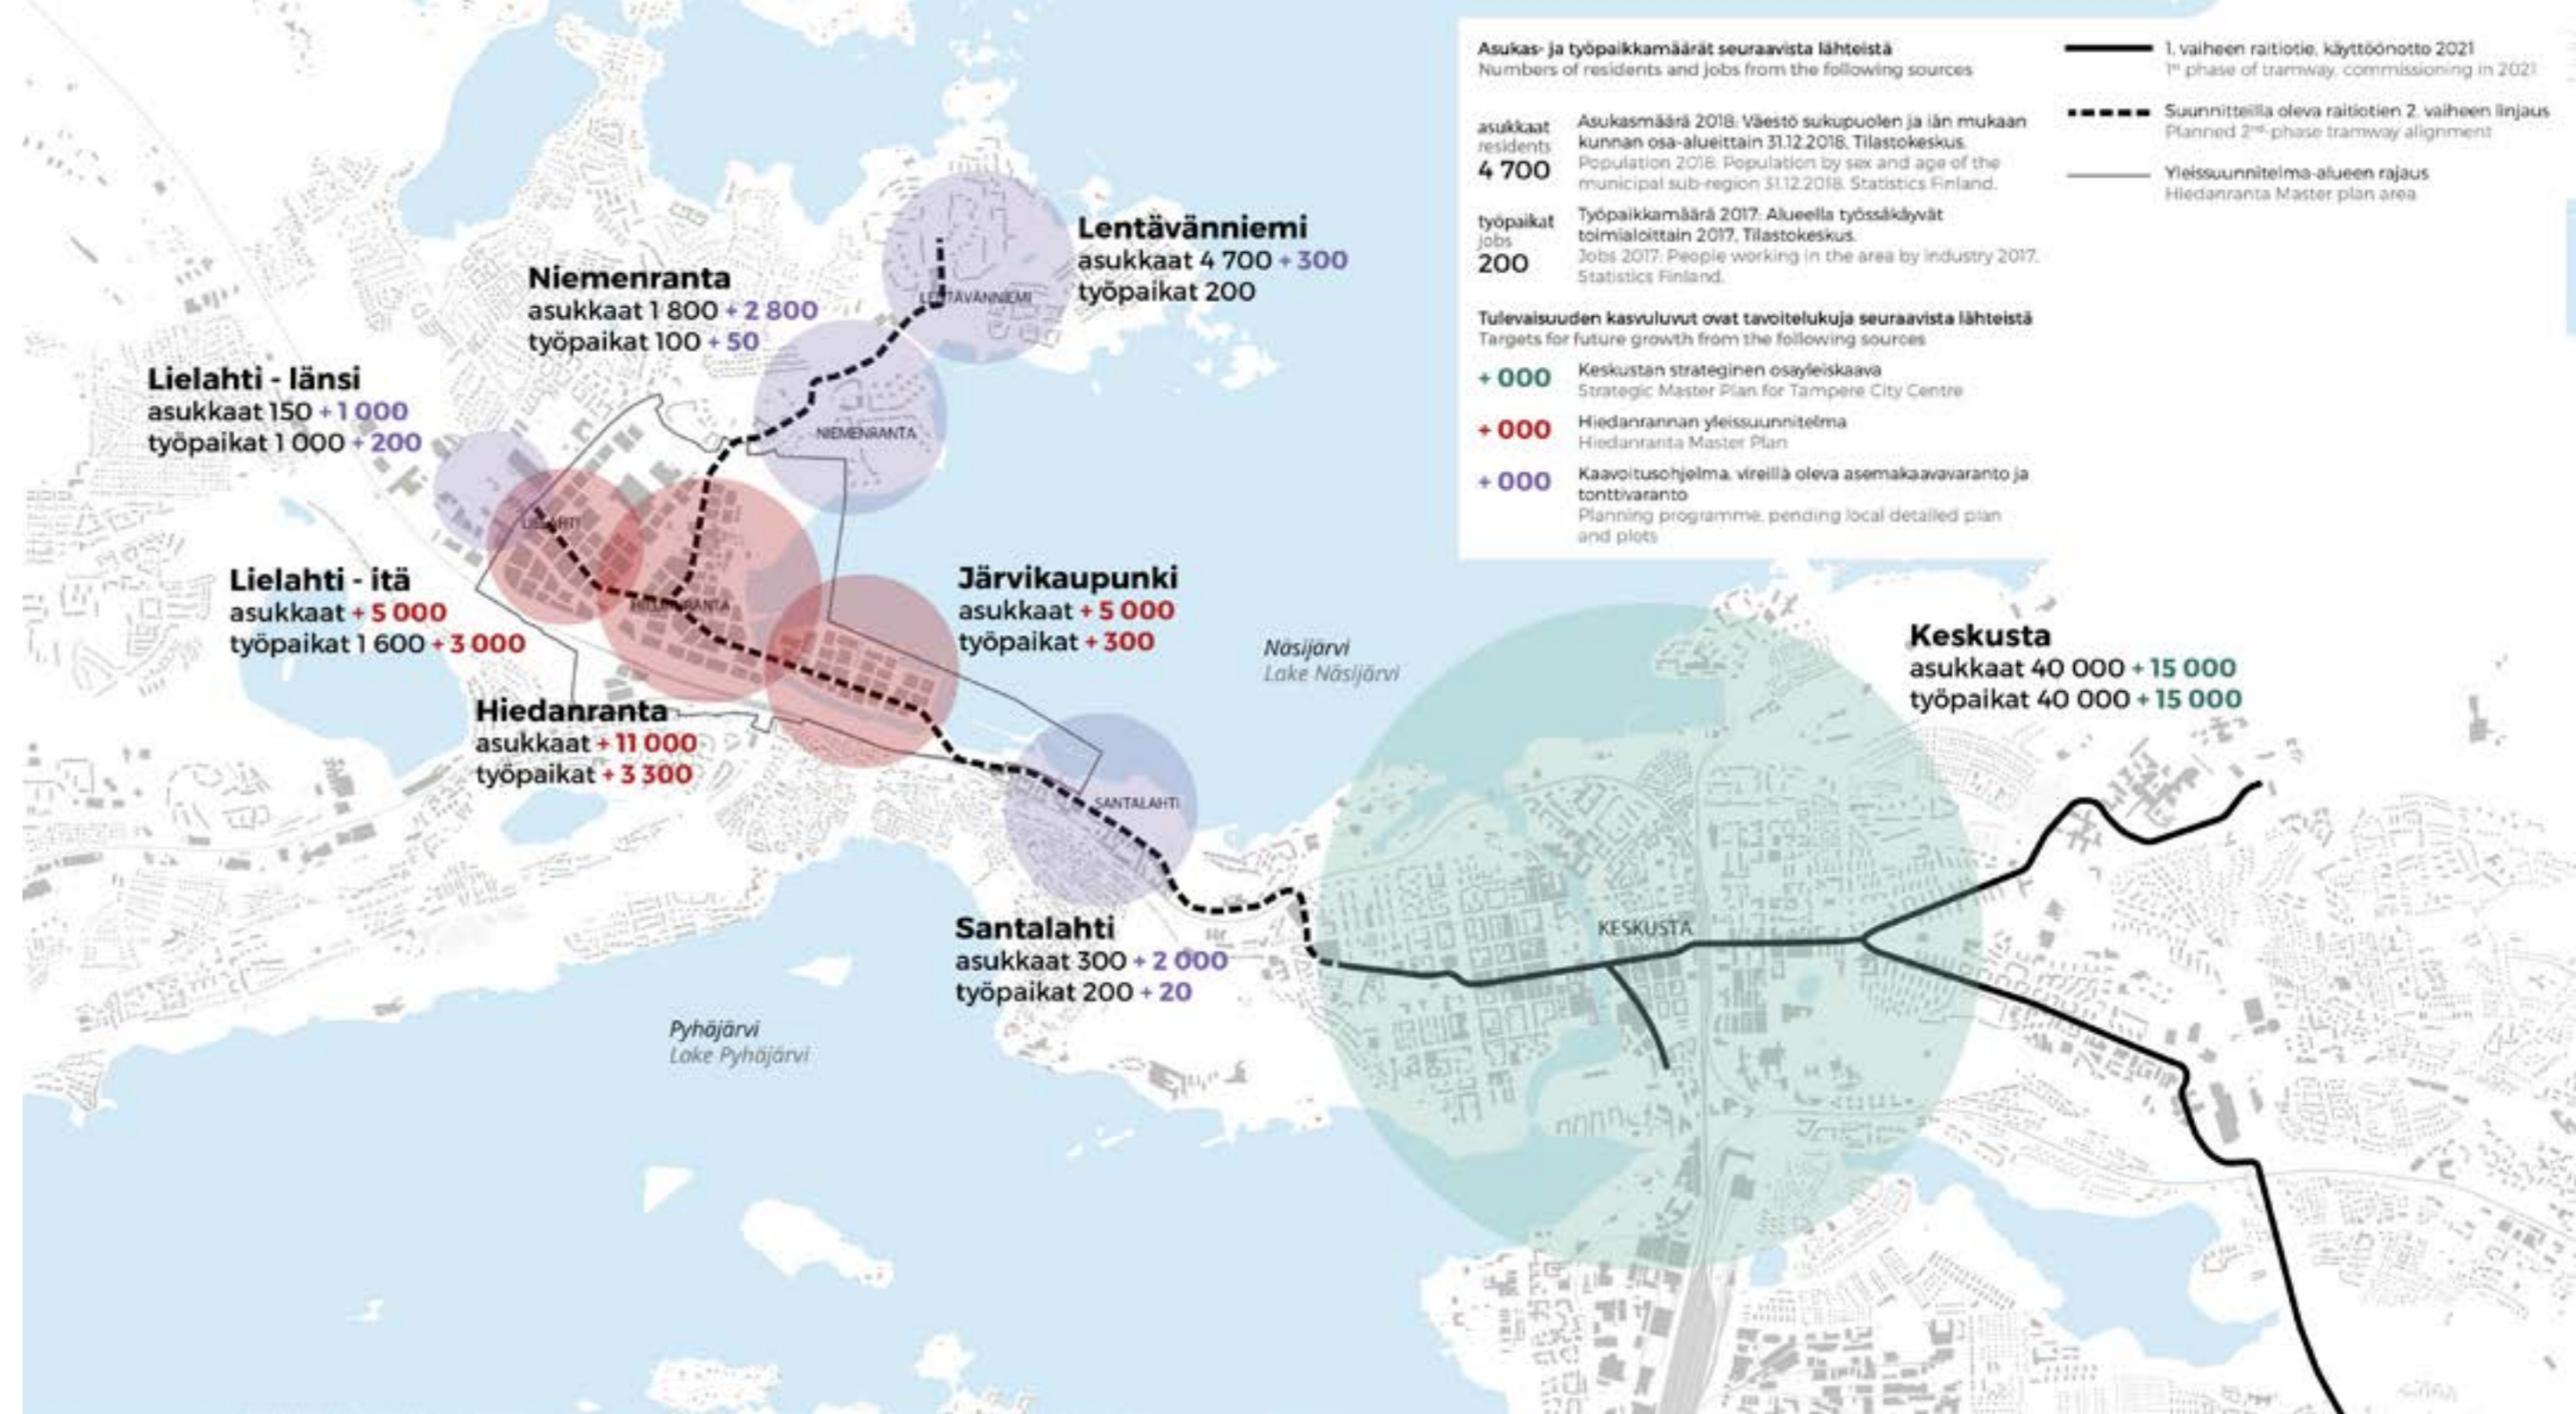 Asukas- ja työpaikkamäärät seuraavista lähteistä
Numbers of residents and jobs from the following sources
asukkaat
residents
4 700
Asukasmäärä 2018: Väestö sukupuolen ja iän mukaan
kunnan osa-alueittain 31.12.2018, Tilastokeskus.
Population 2018: Population by sex and age of the
municipal sub-region 31.12.2018. Statistics Finland.
työpaikat
jobs
200
Työpaikkamäärä 2017: Alueella työssäkäyvät
toimialoittain 2017, Tilastokeskus.
Jobs 2017: People working in the area by industry 2017.
Statistics Finland.
Tulevaisuuden kasvuluvut ovat tavoitelukuja seuraavista lähteistä
Targets for future growth from the following sources
+ 000
Keskustan strateginen osayleiskaava
Strategic Master Plan for Tampere City Centre
+ 000
Hiedanrannan yleissuunnitelma
Hiedanranta Master Plan
+ 000
Kaavoitusohjelma, vireillä oleva asemakaavavaranto ja
tonttivaranto
Planning programme, pending local detailed plan
and plots
1. vaiheen raitiotie, käyttöönotto 2021
1st phase of tramway, commissioning in 2021
Suunnitteilla oleva raitiotien 2. vaiheen linjaus
Planned 2nd-phase tramway alignment
Yleissuunnitelma-alueen rajaus
Hiedanranta Master plan area
Lentävänniemi
asukkaat 4 700 + 300
työpaikat 200
LENTÄVÄNNIEMI
Niemenranta
asukkaat 1 800 + 2 800
työpaikat 100 + 50
NIEMENRANTA
Lielahti - länsi
asukkaat 150 + 1 000
työpaikat 1 000 + 200
LIELAHTI
Lielahti - itä
asukkaat + 5 000
työpaikat 1 600 + 3 000
HIEDANRANTA
Järvikaupunki
asukkaat + 5 000
työpaikat + 300
Hiedanranta
asukkaat + 11 000
työpaikat + 3 300
Näsijärvi
Lake Näsijärvi
Keskusta
asukkaat 40 000 + 15 000
työpaikat 40 000 + 15 000
SANTALAHTI
Santalahti
asukkaat 300 + 2 000
työpaikat 200 + 20
KESKUSTA
Pyhäjärvi
Lake Pyhäjärvi